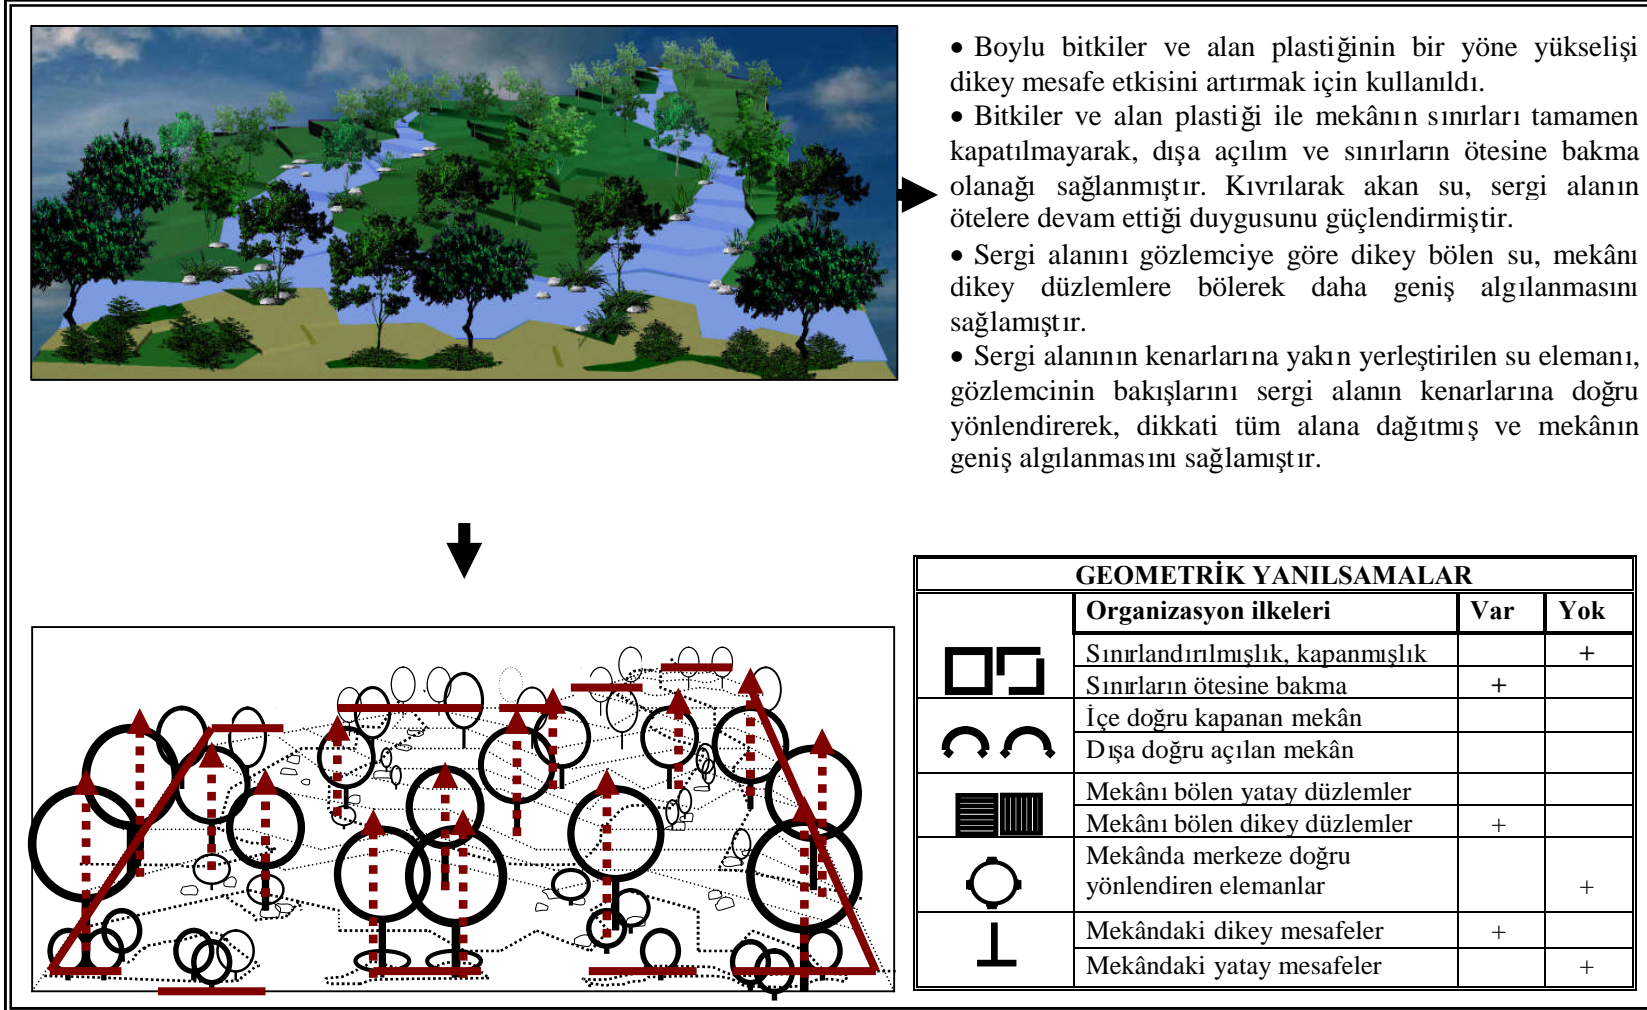 • Boylu bitkiler ve alan plastiğinin bir yöne yükselişi
dikey mesafe etkisini artırmak için kullanıldı.
• Bitkiler ve alan plastiği ile mekânın sınırları tamamen
kapatılmayarak, dışa açılım ve sınırların ötesine bakma
olanağı sağlanmıştır. Kıvrılarak akan su, sergi alanın
ötelere devam ettiği duygusunu güçlendirmiştir.
• Sergi alanını gözlemciye göre dikey bölen su, mekânı
dikey düzlemlere bölerek daha geniş algılanmasını
sağlamıştır.
• Sergi alanının kenarlarına yakın yerleştirilen su elemanı,
gözlemcinin bakışlarını sergi alanın kenarlarına doğru
yönlendirerek, dikkati tüm alana dağıtmış ve mekânın
geniş algılanmasını sağlamıştır.
GEOMETRİK YANILSAMALAR
Organizasyon ilkeleri Var Yok
Sınırlandırılmışlık, kapanmışlık +
Sınırların ötesine bakma +
İçe doğru kapanan mekân
Dışa doğru açılan mekân
Mekânı bölen yatay düzlemler
Mekânı bölen dikey düzlemler +
Mekânda merkeze doğru
yönlendiren elemanlar +
Mekândaki dikey mesafeler +
Mekândaki yatay mesafeler +